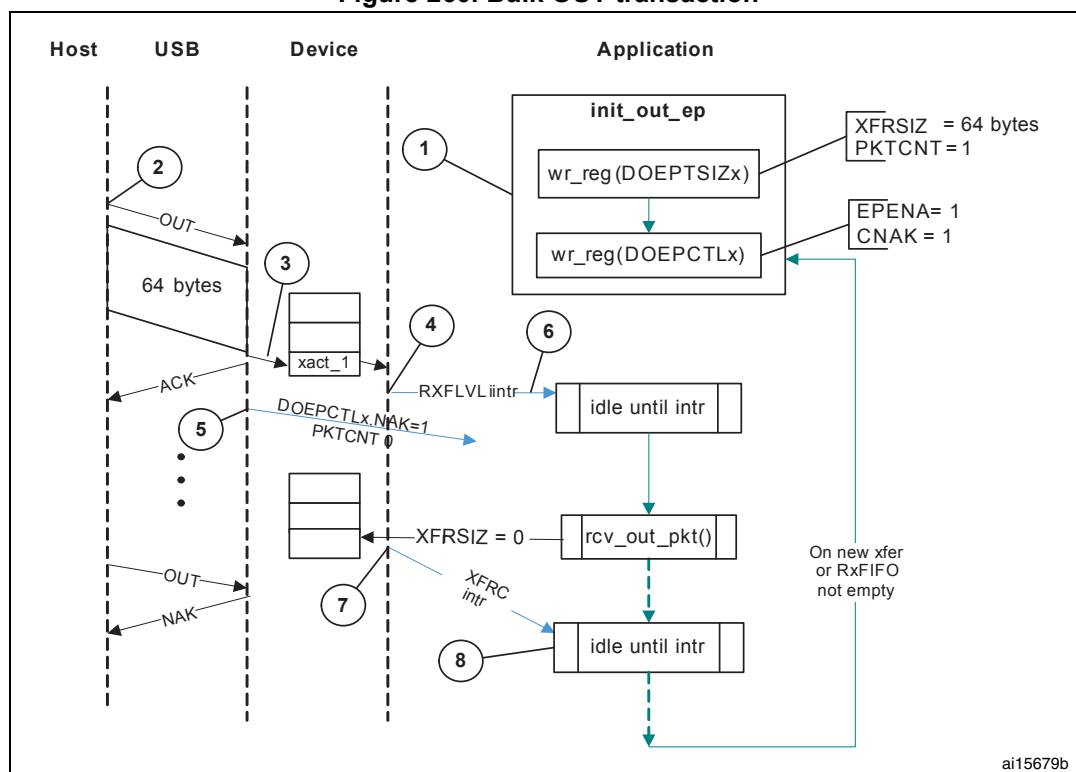 Host
USB
Device
Application
init_out_ep
XFRSIZ = 64 bytes
PKTCNT = 1
1
wr_reg(DOEPTSIZx)
2
OUT
EPENA= 1
CNAK = 1
wr_reg(DOEPCTLx)
3
64 bytes
4
6
xact_1
RXFLVL iintr
ACK
idle until intr
DOEPCTLx.NAK=1
PKTCNT 0
5
XFRSIZ = 0
rcv_out_pkt()
On new xfer
or RxFIFO
not empty
OUT
XFRC
intr
7
NAK
idle until intr
8
ai15679b